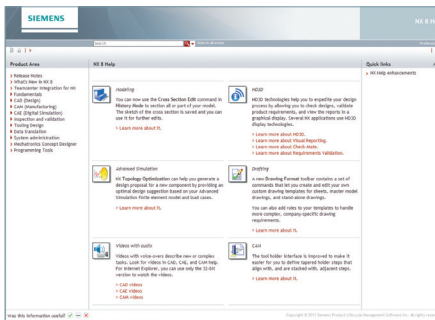 SIEMENS
NX 8 H
Search
Product Area
NX 8 Help
Quick links
Release Notes
What's New in NX 8
Teamcenter Integration for NX
Fundamentals
CAD (Design)
CAM (Manufacturing)
CAE (Digital Simulation)
Inspection and validation
Tooling Design
Data Translation
System administration
Mechatronics Concept Designer
Programming Tools
Modeling
You can now use the Cross Section Edit command in
History Mode to section all or part of your model.
The sketch of the cross section is saved and you can
use it for further edits.
> Learn more about it.
HD3D
HD3D technologies help you to expedite your design
process by allowing you to check designs, validate
product requirements, and view the reports in a
graphical display. Several NX applications use HD3D
display technologies.
> Learn more about HD3D.
> Learn more about Visual Reporting.
> Learn more about Check-Mate.
> Learn more about Requirements Validation.
> NX Help enhancements
Advanced Simulation
NX Topology Optimization can help you generate a
design proposal for a new component by providing an
optimal design suggestion based on your Advanced
Simulation finite element model and load cases.
> Learn more about it.
Drafting
A new Drawing Format toolbar contains a set of
commands that let you create and edit your own
custom drawing templates for sheets, master model
drawings, and stand-alone drawings.
You can also add rules to your templates to handle
more complex, company-specific drawing
requirements.
> Learn more about it.
Videos with audio
Videos with voice-overs describe new or complex
tasks. Look for videos in CAD, CAE, and CAM help.
For Internet Explorer, you can use only the 32-bit
version to watch the videos.
> CAD videos
> CAE Videos
> CAM videos
CAM
The tool holder interface is improved to make it
easier for you to define tapered holder steps that
align with, and are stacked with, adjacent steps.
> Learn more about it.
Was this information useful?